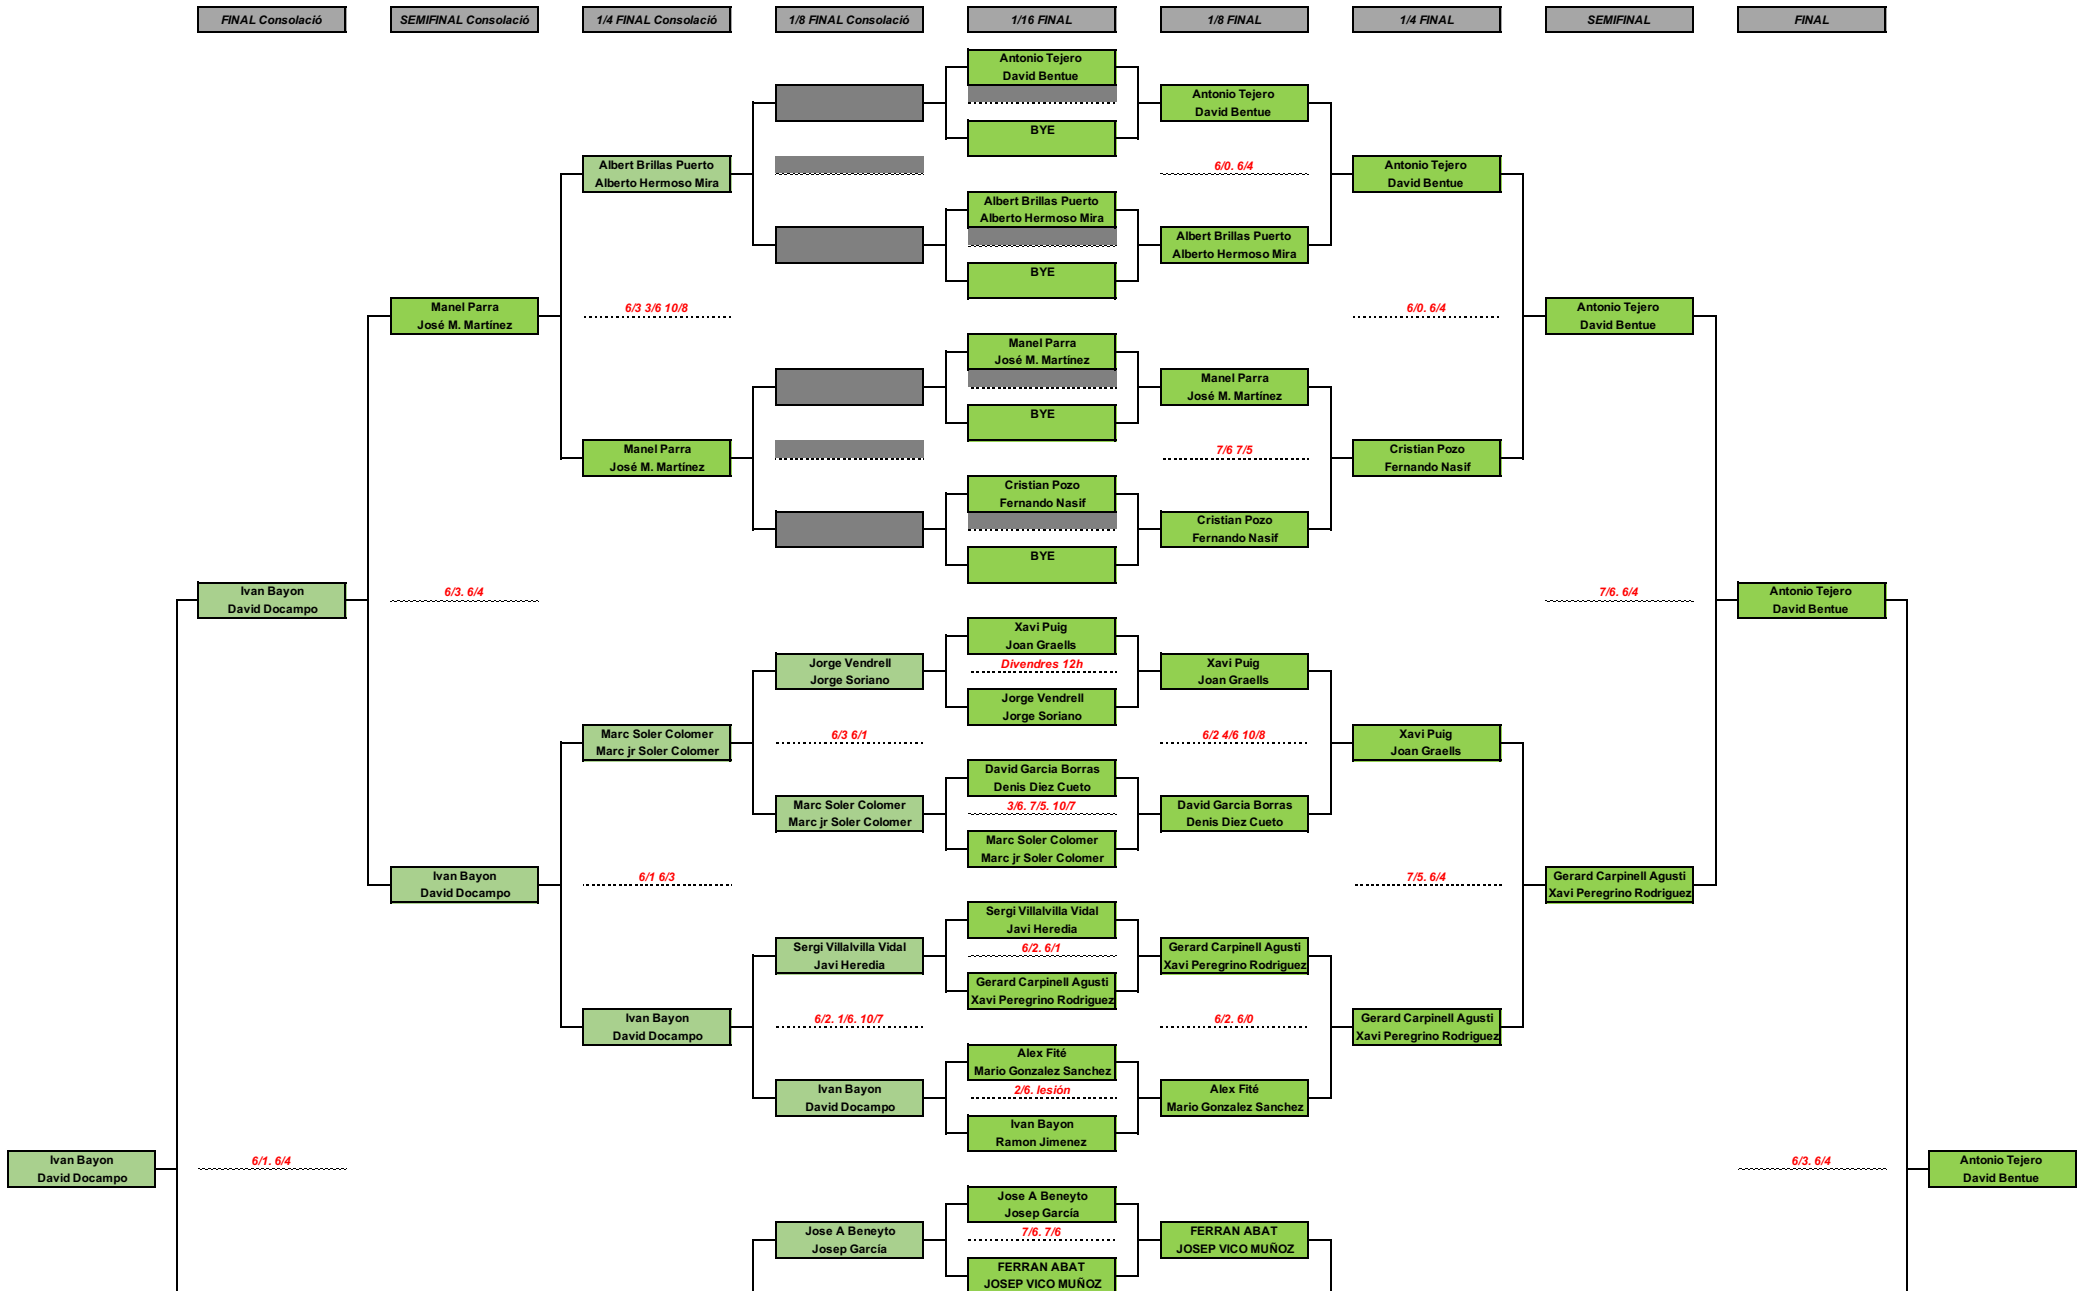 FINAL Consolació
SEMIFINAL Consolació
1/4 FINAL Consolació
1/8 FINAL Consolació
1/16 FINAL
1/8 FINAL
1/4 FINAL
SEMIFINAL
FINAL
Antonio Tejero
David Bentue
Antonio Tejero
David Bentue
BYE
Albert Brillas Puerto
Alberto Hermoso Mira
6/0. 6/4
Antonio Tejero
David Bentue
Albert Brillas Puerto
Alberto Hermoso Mira
Albert Brillas Puerto
Alberto Hermoso Mira
BYE
Manel Parra
José M. Martínez
6/3 3/6 10/8
6/0. 6/4
Antonio Tejero
David Bentue
Manel Parra
José M. Martínez
Manel Parra
José M. Martínez
BYE
Manel Parra
José M. Martínez
7/6 7/5
Cristian Pozo
Fernando Nasif
Cristian Pozo
Fernando Nasif
Cristian Pozo
Fernando Nasif
BYE
Ivan Bayon
David Docampo
6/3. 6/4
7/6. 6/4
Antonio Tejero
David Bentue
Xavi Puig
Joan Graells
Jorge Vendrell
Jorge Soriano
Divendres 12h
Xavi Puig
Joan Graells
Jorge Vendrell
Jorge Soriano
Marc Soler Colomer
Marc jr Soler Colomer
6/3 6/1
6/2 4/6 10/8
Xavi Puig
Joan Graells
David Garcia Borras
Denis Diez Cueto
Marc Soler Colomer
Marc jr Soler Colomer
3/6. 7/5. 10/7
David Garcia Borras
Denis Diez Cueto
Marc Soler Colomer
Marc jr Soler Colomer
Ivan Bayon
David Docampo
6/1 6/3
7/5. 6/4
Gerard Carpinell Agusti
Xavi Peregrino Rodriguez
Sergi Villalvilla Vidal
Javi Heredia
Sergi Villalvilla Vidal
Javi Heredia
6/2. 6/1
Gerard Carpinell Agusti
Xavi Peregrino Rodriguez
Gerard Carpinell Agusti
Xavi Peregrino Rodriguez
Ivan Bayon
David Docampo
6/2. 1/6. 10/7
6/2. 6/0
Gerard Carpinell Agusti
Xavi Peregrino Rodriguez
Alex Fité
Mario Gonzalez Sanchez
Ivan Bayon
David Docampo
2/6. lesión
Alex Fité
Mario Gonzalez Sanchez
Ivan Bayon
Ramon Jimenez
Ivan Bayon
David Docampo
6/1. 6/4
6/3. 6/4
Antonio Tejero
David Bentue
Jose A Beneyto
Josep García
Jose A Beneyto
Josep García
7/6. 7/6
FERRAN ABAT
JOSEP VICO MUÑOZ
FERRAN ABAT
JOSEP VICO MUÑOZ